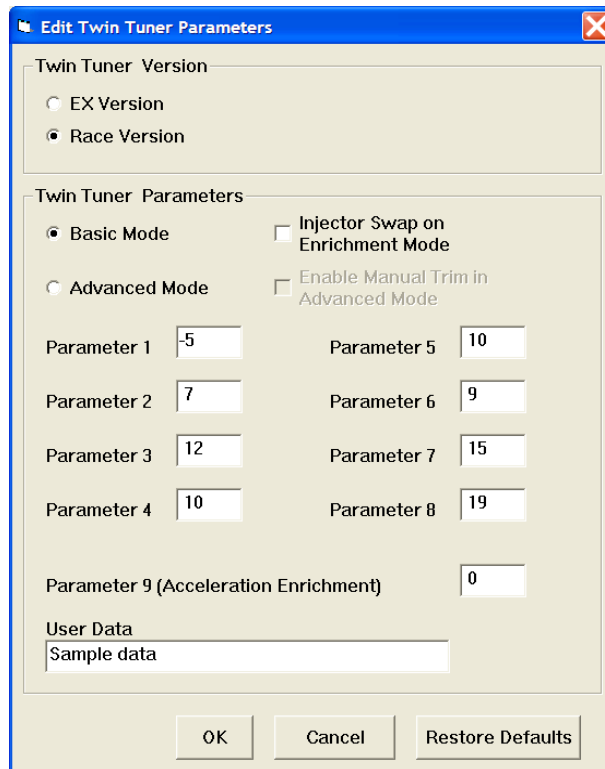 Edit Twin Tuner Parameters
Twin Tuner Version
EX Version
Race Version
Twin Tuner Parameters
Basic Mode
Injector Swap on
Enrichment Mode
Advanced Mode
Enable Manual Trim in
Advanced Mode
Parameter 1 -5
Parameter 5 10
Parameter 2 7
Parameter 6 9
Parameter 3 12
Parameter 7 15
Parameter 4 10
Parameter 8 19
Parameter 9 (Acceleration Enrichment) 0
User Data
Sample data
OK
Cancel
Restore Defaults